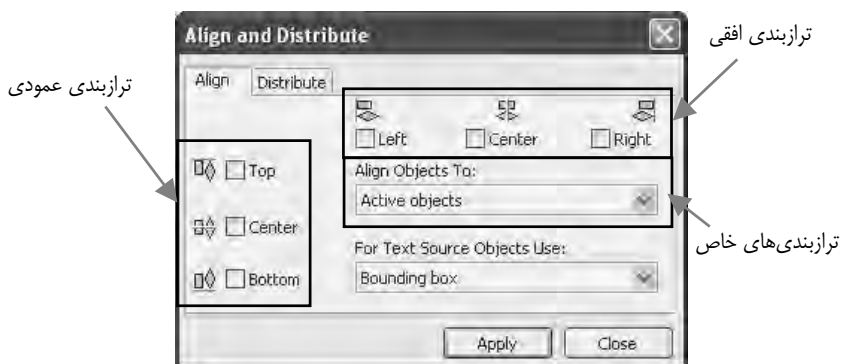 ترازبندی افقی
Align and Distribute
ترازبندی عمودی
Align
Distribute
Left
Center
Right
Top
Center
Bottom
Align Objects To:
Active objects
ترازبندی‌های خاص
For Text Source Objects Use:
Bounding box
Apply
Close